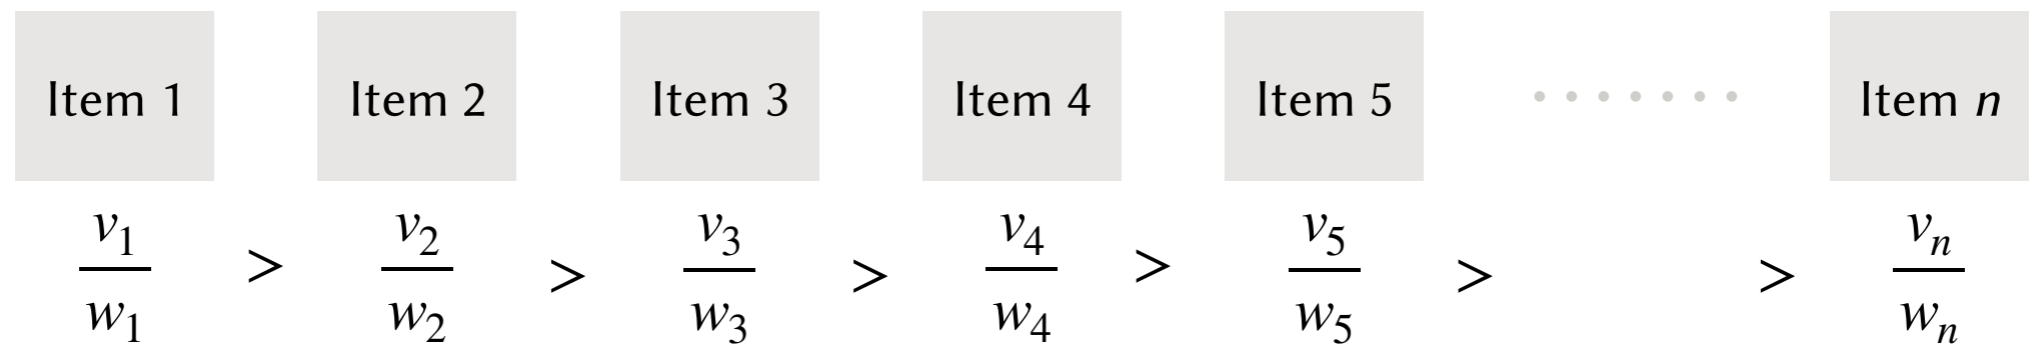 Item 1 Item 2 Item 3 Item 4 Item 5 ....... Item n
v₁/w₁ > v₂/w₂ > v₃/w₃ > v₄/w₄ > v₅/w₅ > > vₙ/wₙ